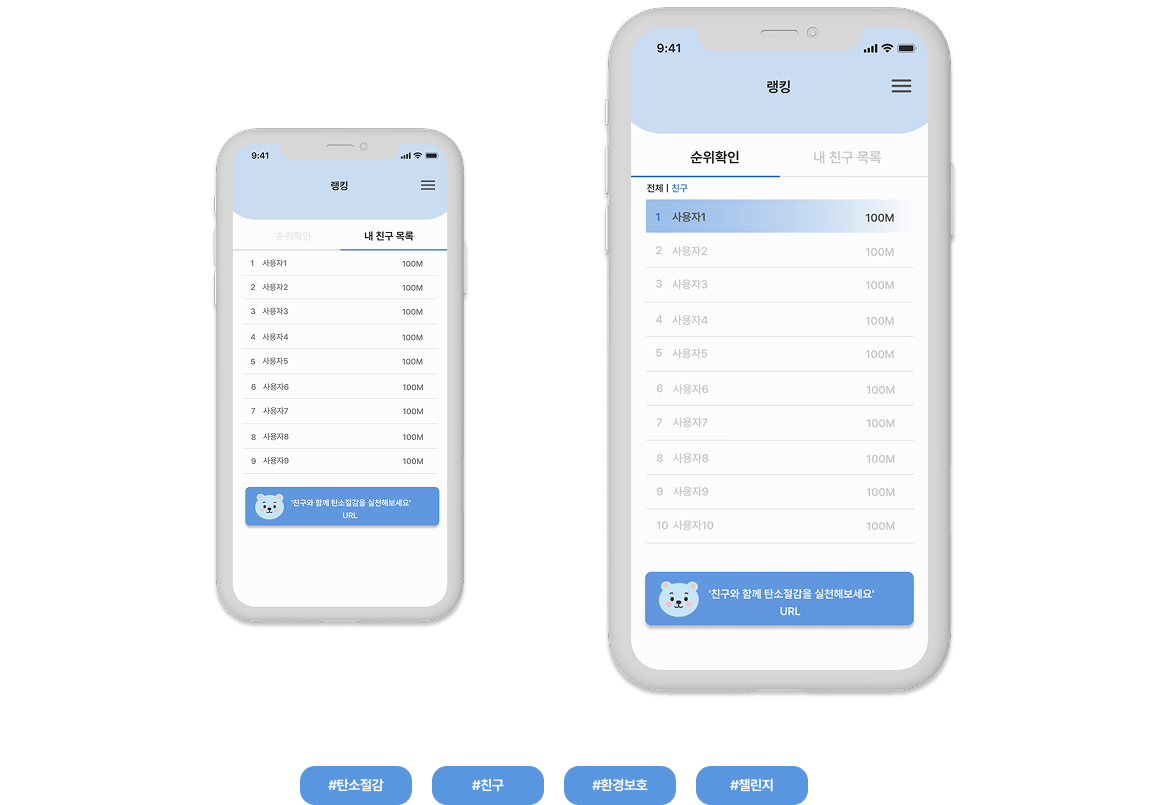 9:41
랭킹
순위확인 내 친구 목록
1 사용자1 100M
2 사용자2 100M
3 사용자3 100M
4 사용자4 100M
5 사용자5 100M
6 사용자6 100M
7 사용자7 100M
8 사용자8 100M
9 사용자9 100M
'친구와 함께 탄소절감을 실천해보세요'
URL
9:41
랭킹
순위확인 내 친구 목록
전체 | 친구
1 사용자1 100M
2 사용자2 100M
3 사용자3 100M
4 사용자4 100M
5 사용자5 100M
6 사용자6 100M
7 사용자7 100M
8 사용자8 100M
9 사용자9 100M
10 사용자10 100M
'친구와 함께 탄소절감을 실천해보세요'
URL
#탄소절감 #친구 #환경보호 #챌린지